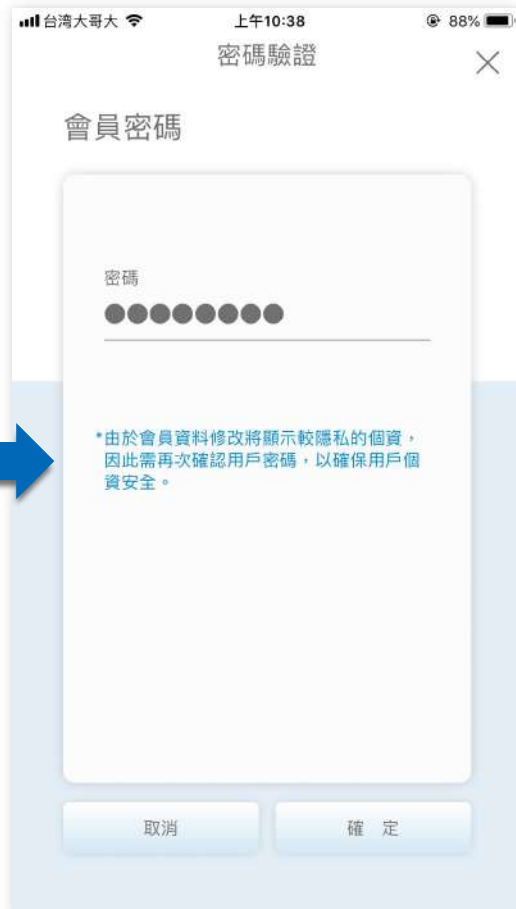 台湾大哥大 上午10:38 88%
密碼驗證
會員密碼
密碼
*由於會員資料修改將顯示較隱私的個資，
因此需再次確認用戶密碼，以確保用戶個
資安全。
取消 確 定